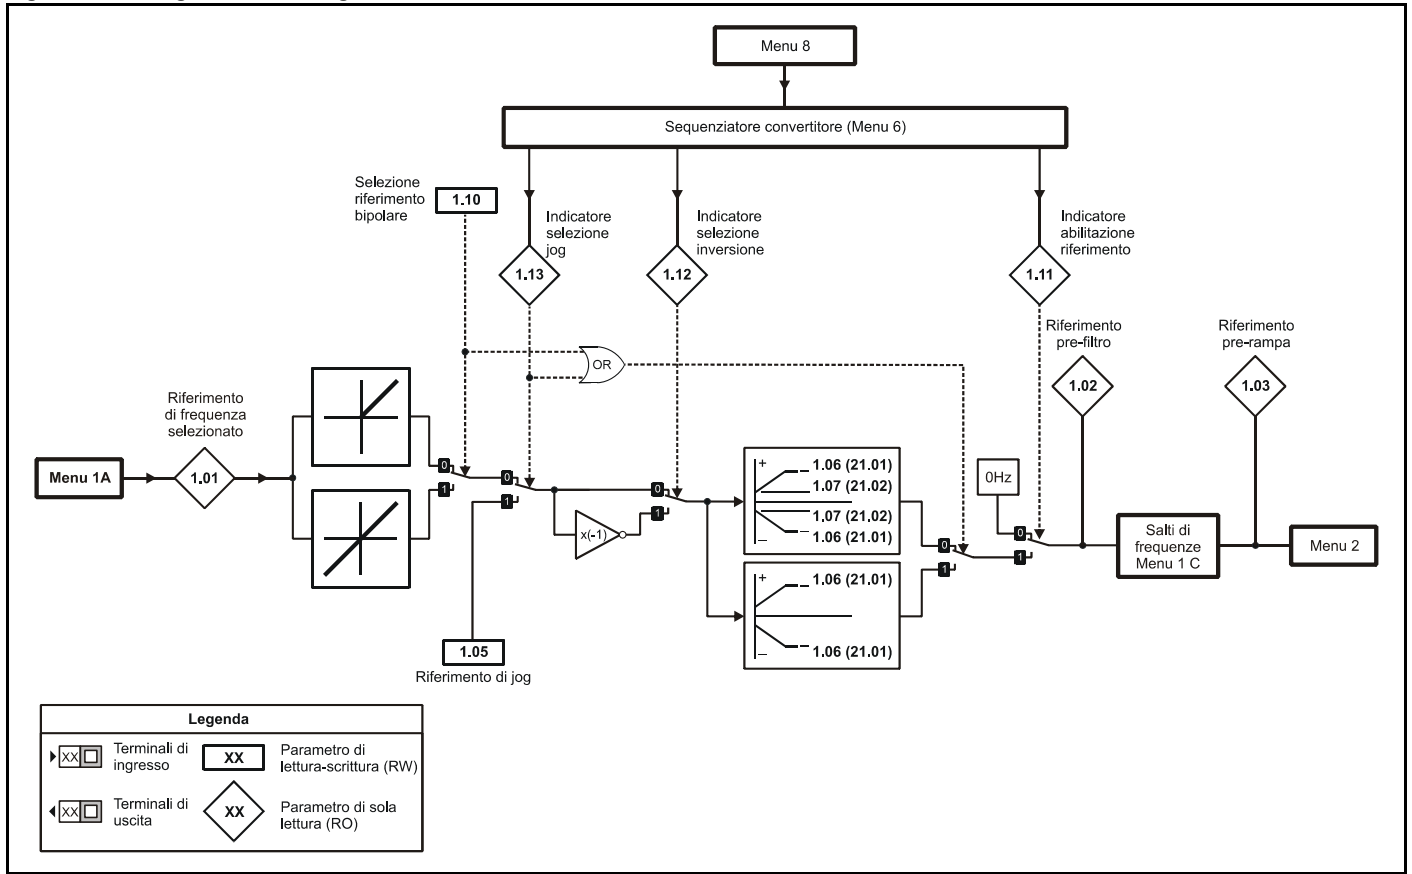 Menu 8
Sequenziatore convertitore (Menu 6)
Selezione
riferimento
bipolare
1.10
Indicatore
selezione
jog
1.13
Indicatore
selezione
inversione
1.12
Indicatore
abilitazione
riferimento
1.11
Riferimento
pre-filtro
1.02
Riferimento
pre-rampa
1.03
OR
Riferimento
di frequenza
selezionato
Menu 1A
1.01
0
1
0
1
x(-1)
0
1
+
1.06 (21.01)
1.07 (21.02)
1.07 (21.02)
1.06 (21.01)
–
+
1.06 (21.01)
1.06 (21.01)
–
0
1
0Hz
0
1
Salti di
frequenze
Menu 1 C
Menu 2
1.05
Riferimento di jog
Legenda
XX
Terminali di
ingresso
XX
Parametro di
lettura-scrittura (RW)
XX
Terminali di
uscita
XX
Parametro di sola
lettura (RO)